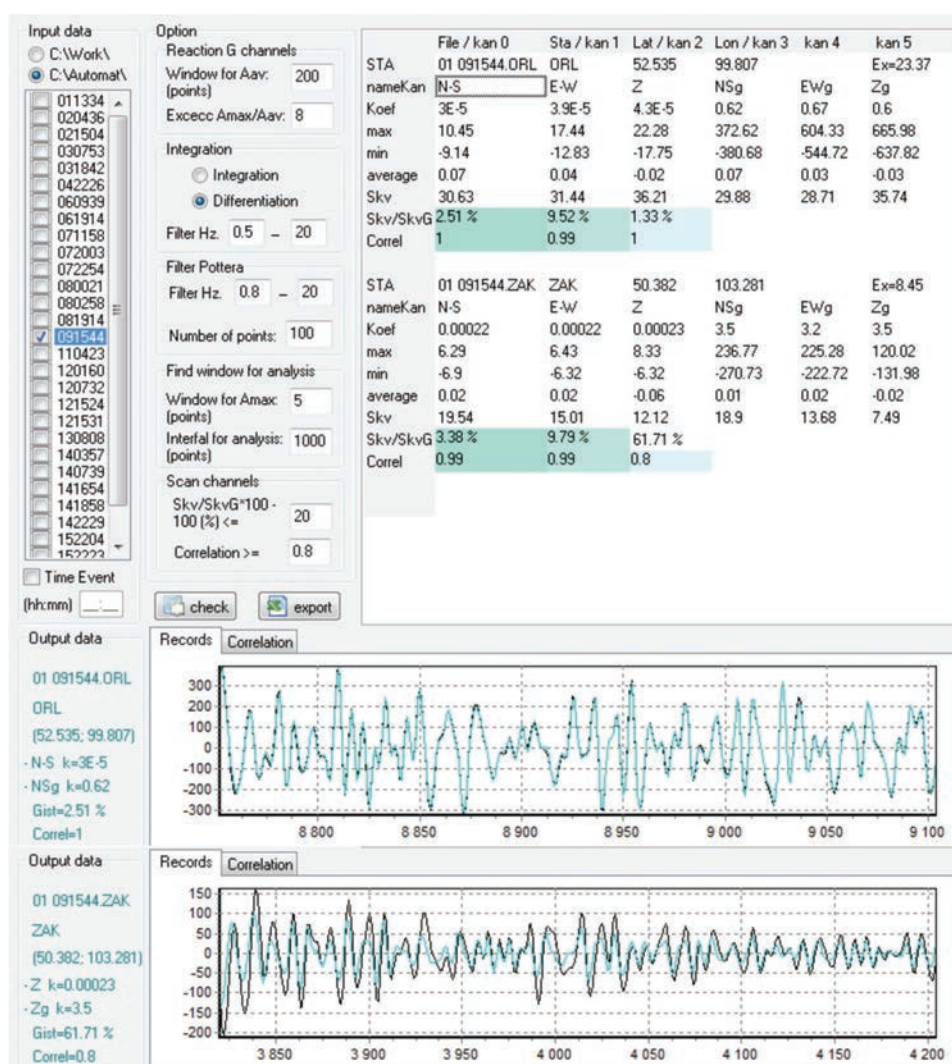 Input data
C:\Work\
C:\Automat\
011334
020436
021504
030753
031842
042226
060939
061914
071158
072003
072254
080021
080258
081914
091544
110423
120160
120732
121524
121531
130808
140357
140739
141654
141858
142229
152204
152223
Time Event
(hh:mm) __:__
Option
Reaction G channels
Window for Aav: 200
(points)
Excecc Amax/Aav: 8
Integration
Integration
Differentiation
Filter Hz. 0.5 - 20
Filter Pottera
Filter Hz. 0.8 - 20
Number of points: 100
Find window for analysis
Window for Amax: 5
(points)
Interfal for analysis: 1000
(points)
Scan channels
Skv/SkvG*100 -
100 (%) <= 20
Correlation >= 0.8
check export
File / kan 0 Sta / kan 1 Lat / kan 2 Lon / kan 3 kan 4 kan 5
STA 01 091544.ORL ORL 52.535 99.807 Ex=23.37
nameKan N-S E-W Z NSg EWg Zg
Koef 3E-5 3.9E-5 4.3E-5 0.62 0.67 0.6
max 10.45 17.44 22.28 372.62 604.33 665.98
min -9.14 -12.83 -17.75 -380.68 -544.72 -637.82
average 0.07 0.04 -0.02 0.07 0.03 -0.03
Skv 30.63 31.44 36.21 29.88 28.71 35.74
Skv/SkvG 2.51 % 9.52 % 1.33 %
Correl 1 0.99 1
STA 01 091544.ZAK ZAK 50.382 103.281 Ex=8.45
nameKan N-S E-W Z NSg EWg Zg
Koef 0.00022 0.00022 0.00023 3.5 3.2 3.5
max 6.29 6.43 8.33 236.77 225.28 120.02
min -6.9 -6.32 -6.32 -270.73 -222.72 -131.98
average 0.02 0.02 -0.06 0.01 0.02 -0.02
Skv 19.54 15.01 12.12 18.9 13.68 7.49
Skv/SkvG 3.38 % 9.79 % 61.71 %
Correl 0.99 0.99 0.8
Output data
01 091544.ORL
ORL
(52.535; 99.807)
- N-S k=3E-5
- NSg k=0.62
Gist=2.51 %
Correl=1
Records Correlation
300
200
100
0
-100
-200
-300
8 800 8 850 8 900 8 950 9 000 9 050 9 100
Output data
01 091544.ZAK
ZAK
(50.382; 103.281)
- Z k=0.00023
- Zg k=3.5
Gist=61.71 %
Correl=0.8
Records Correlation
150
100
50
0
-50
-100
-150
-200
3 850 3 900 3 950 4 000 4 050 4 100 4 150 4 200